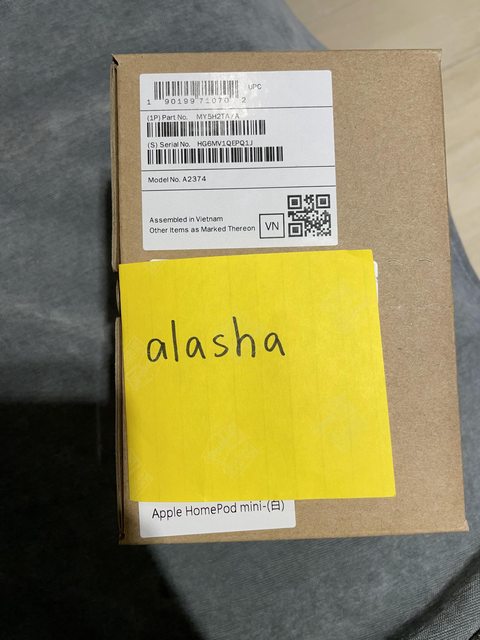 UPC
1 90199 71070 2
(1P) Part No. MY5H2TA/A
(S) Serial No. HG6MV1QEPQ1J
Model No. A2374
Assembled in Vietnam
Other Items as Marked Thereon
VN
alasha
Apple HomePod mini-(白)